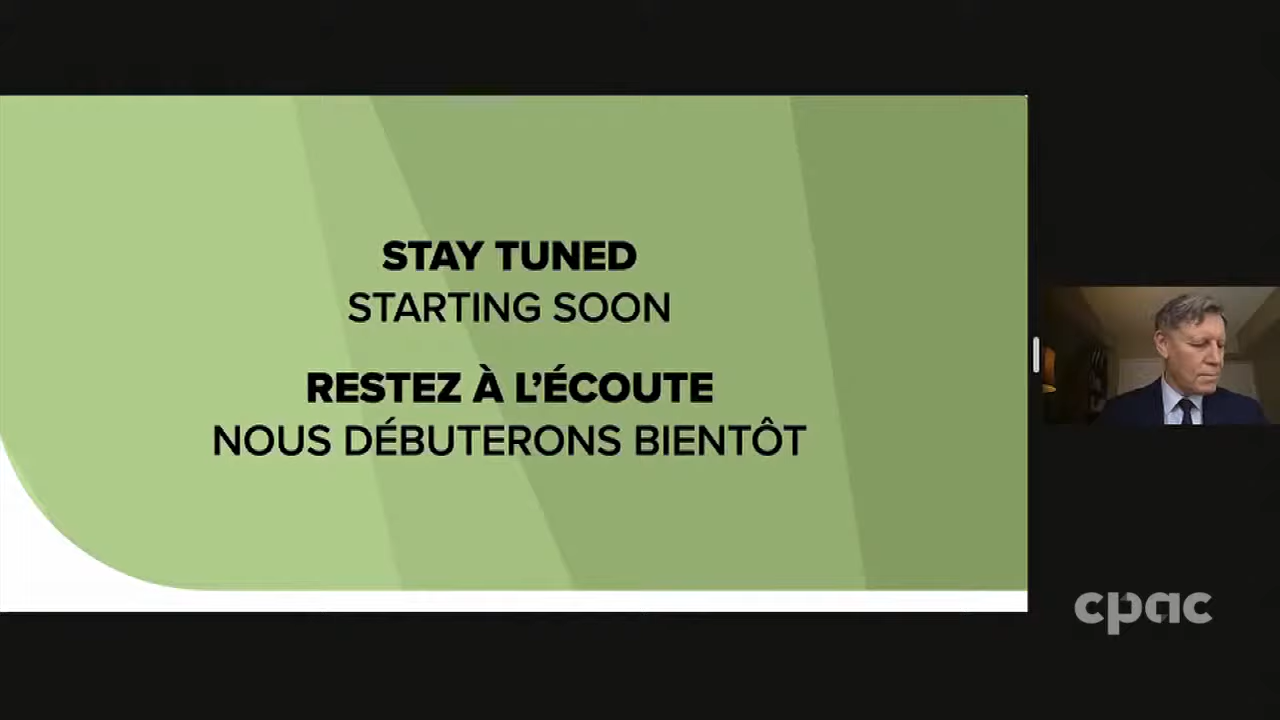 STAY TUNED
STARTING SOON
RESTEZ À L’ÉCOUTE
NOUS DÉBUTERONS BIENTÔT
cpac